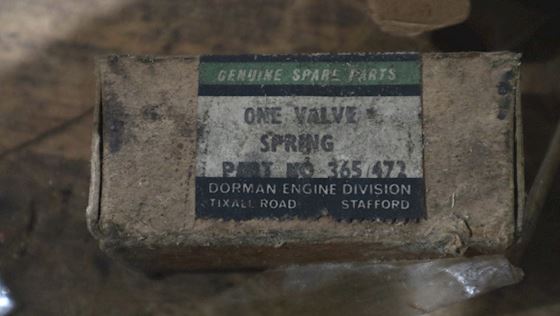 GENUINE SPARE PARTS
ONE VALVE
SPRING
PART NO 365/472
DORMAN ENGINE DIVISION
TIXALL ROAD STAFFORD